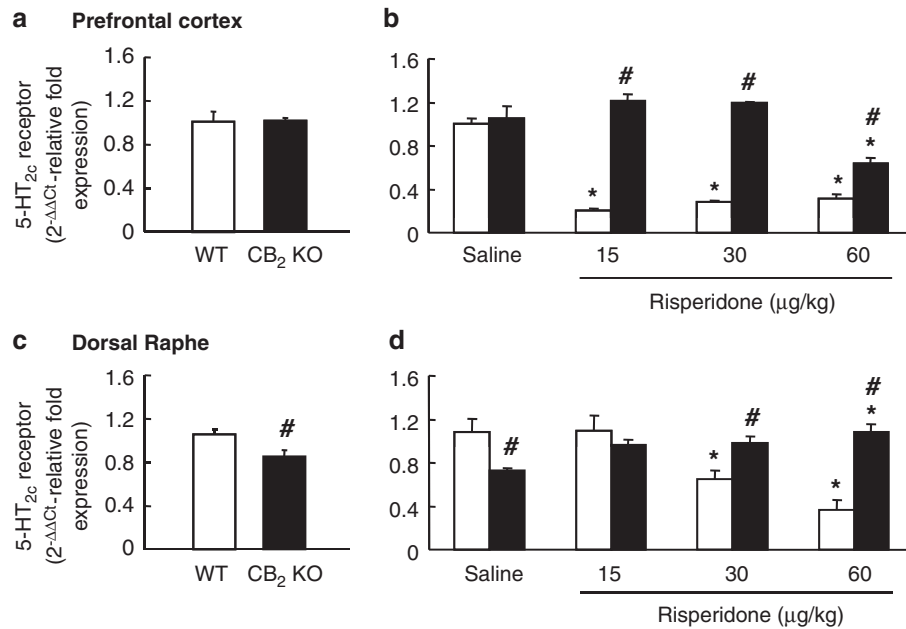 a Prefrontal cortex
5-HT2c receptor
(2-ΔΔCt-relative fold
expression)
1.6
1.2
0.8
0.4
0
WT CB2 KO
b
1.6
1.2
0.8
0.4
0
#
#
#
*
*
*
*
Saline 15 30 60
Risperidone (μg/kg)
c Dorsal Raphe
5-HT2c receptor
(2-ΔΔCt-relative fold
expression)
1.6
1.2
0.8
0.4
0
#
WT CB2 KO
d
1.6
1.2
0.8
0.4
0
#
#
#
*
*
*
Saline 15 30 60
Risperidone (μg/kg)